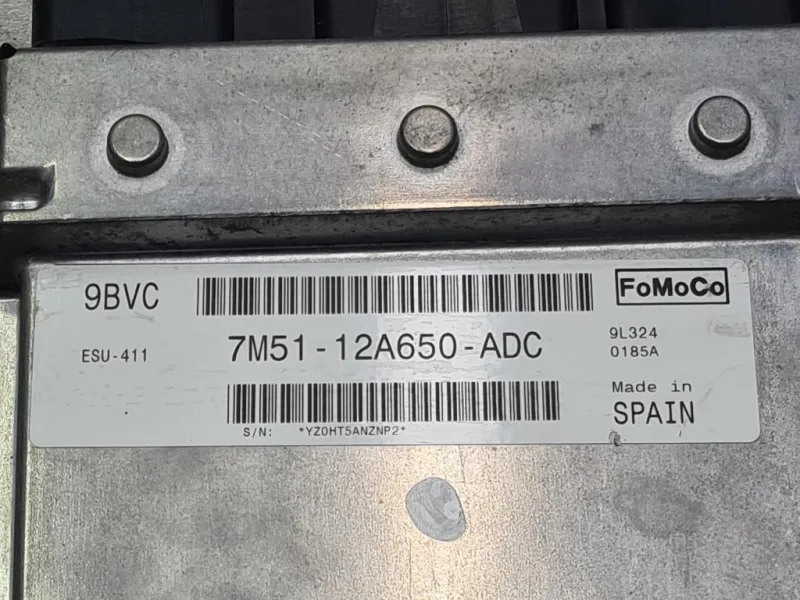 9BVC
FoMoCo
ESU-411
7M51-12A650-ADC
9L324
0185A
Made in
SPAIN
S/N: *YZ0HT5ANZNP2*